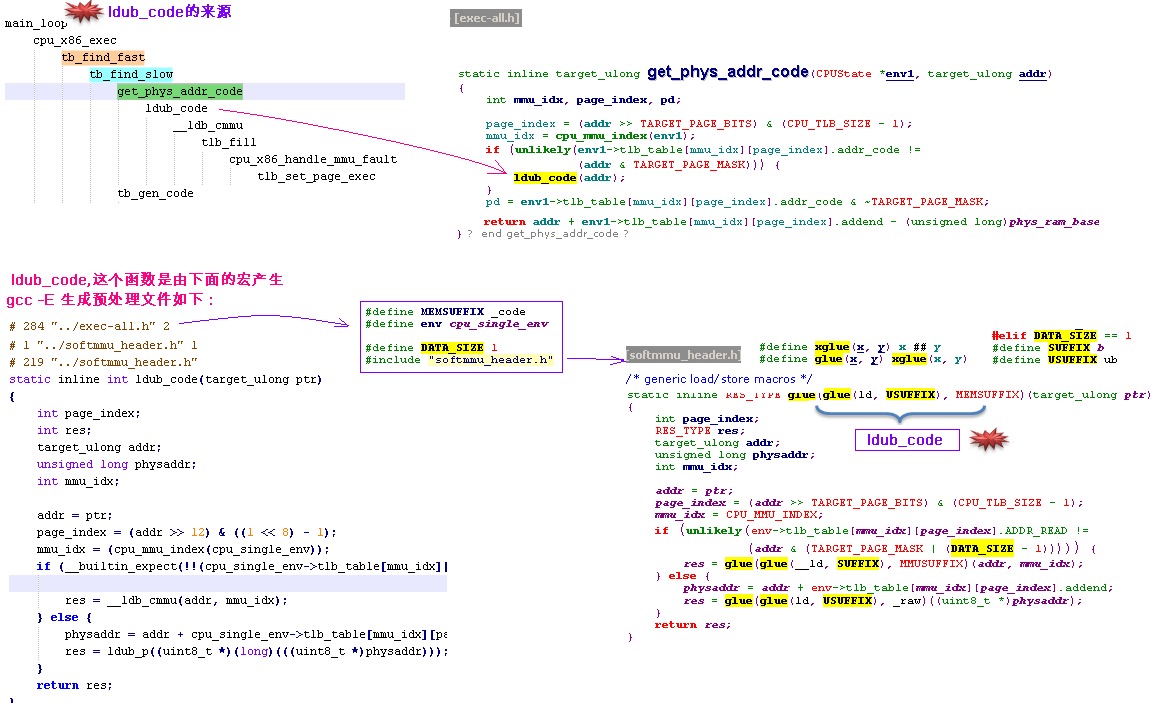 ldub_code的来源
main_loop
cpu_x86_exec
tb_find_fast
tb_find_slow
get_phys_addr_code
ldub_code
__ldb_cmmu
tlb_fill
cpu_x86_handle_mmu_fault
tlb_set_page_exec
tb_gen_code
[exec-all.h]
static inline target_ulong get_phys_addr_code(CPUState *env1, target_ulong addr)
{
int mmu_idx, page_index, pd;
page_index = (addr >> TARGET_PAGE_BITS) & (CPU_TLB_SIZE - 1);
mmu_idx = cpu_mmu_index(env1);
if (unlikely(env1->tlb_table[mmu_idx][page_index].addr_code !=
(addr & TARGET_PAGE_MASK))) {
ldub_code(addr);
}
pd = env1->tlb_table[mmu_idx][page_index].addr_code & ~TARGET_PAGE_MASK;
return addr + env1->tlb_table[mmu_idx][page_index].addend - (unsigned long)phys_ram_base
} ? end get_phys_addr_code ?
ldub_code,这个函数是由下面的宏产生
gcc -E 生成预处理文件如下：
# 284 "../exec-all.h" 2
# 1 "../softmmu_header.h" 1
# 219 "../softmmu_header.h"
static inline int ldub_code(target_ulong ptr)
{
int page_index;
int res;
target_ulong addr;
unsigned long physaddr;
int mmu_idx;
addr = ptr;
page_index = (addr >> 12) & ((1 << 8) - 1);
mmu_idx = (cpu_mmu_index(cpu_single_env));
if (__builtin_expect(!!(cpu_single_env->tlb_table[mmu_idx][
res = __ldb_cmmu(addr, mmu_idx);
} else {
physaddr = addr + cpu_single_env->tlb_table[mmu_idx][pa
res = ldub_p((uint8_t *)(long)(((uint8_t *)physaddr)));
}
return res;
}
#define MEMSUFFIX _code
#define env cpu_single_env
#define DATA_SIZE 1
#include "softmmu_header.h"
[softmmu_header.h]
#define xglue(x, y) x ## y
#define glue(x, y) xglue(x, y)
#elif DATA_SIZE == 1
#define SUFFIX b
#define USUFFIX ub
/* generic load/store macros */
static inline RES_TYPE glue(glue(ld, USUFFIX), MEMSUFFIX)(target_ulong ptr)
{
ldub_code
int page_index;
RES_TYPE res;
target_ulong addr;
unsigned long physaddr;
int mmu_idx;
addr = ptr;
page_index = (addr >> TARGET_PAGE_BITS) & (CPU_TLB_SIZE - 1);
mmu_idx = CPU_MMU_INDEX;
if (unlikely(env->tlb_table[mmu_idx][page_index].ADDR_READ !=
(addr & (TARGET_PAGE_MASK | (DATA_SIZE - 1))))) {
res = glue(glue(__ld, SUFFIX), MMUSUFFIX)(addr, mmu_idx);
} else {
physaddr = addr + env->tlb_table[mmu_idx][page_index].addend;
res = glue(glue(ld, USUFFIX), _raw)((uint8_t *)physaddr);
}
return res;
}